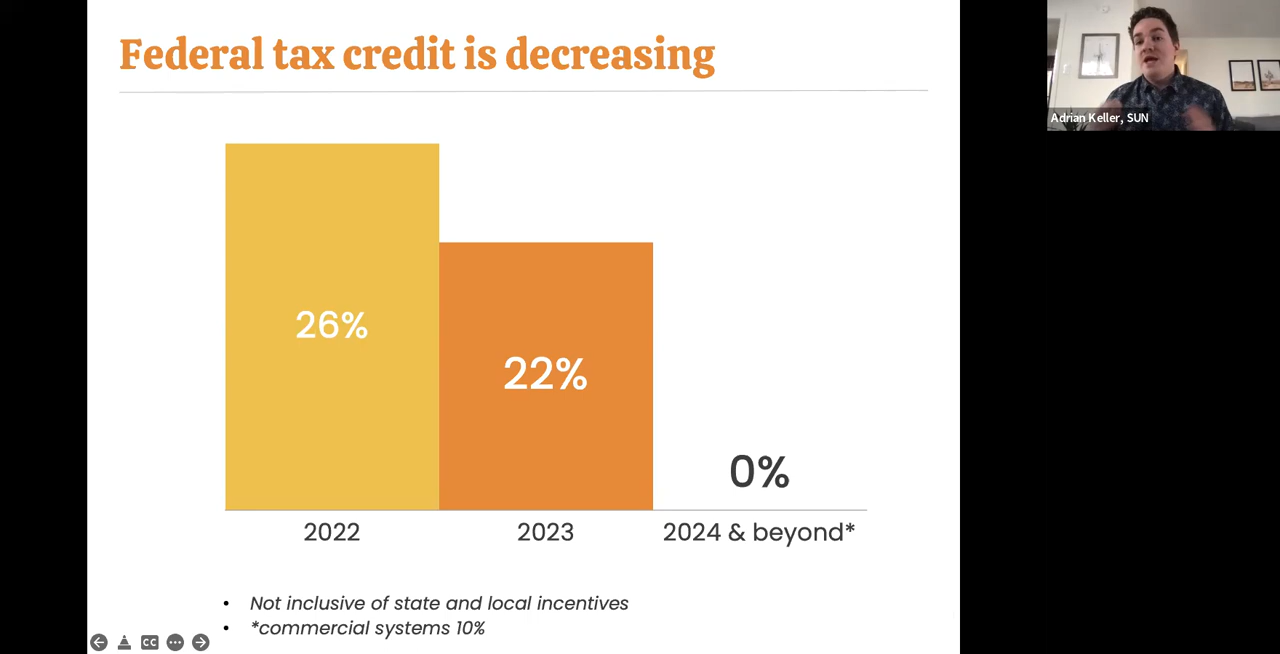 Federal tax credit is decreasing
Adrian Keller, SUN
26%
22%
0%
2022
2023
2024 & beyond*
• Not inclusive of state and local incentives
• *commercial systems 10%
CC